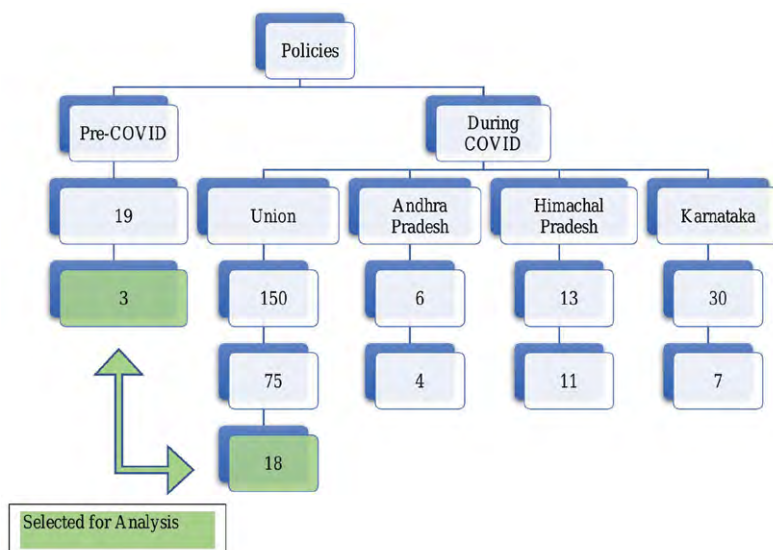 Policies
Pre-COVID
During
COVID
19
Union
Andhra
Pradesh
Himachal
Pradesh
Karnataka
3
150
6
13
30
75
4
11
7
18
Selected for Analysis